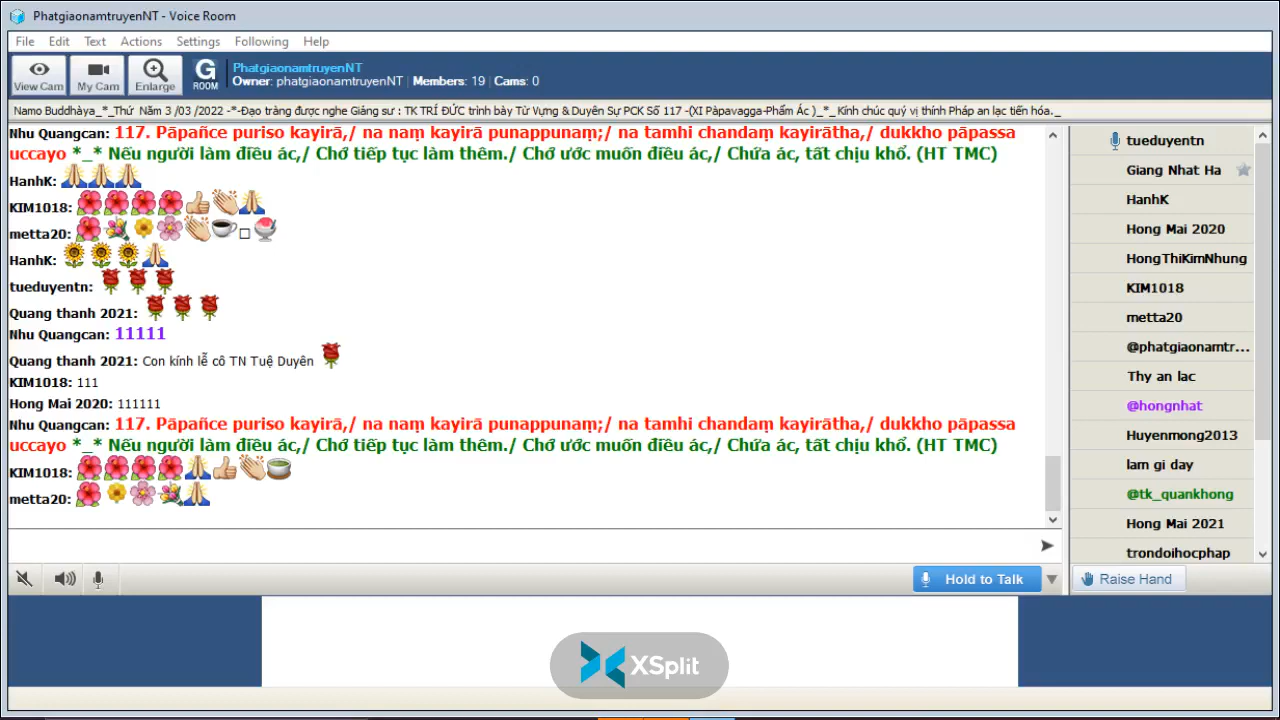 PhatgiaonamtruyenNT - Voice Room
File Edit Text Actions Settings Following Help
View Cam My Cam Enlarge G ROOM
PhatgiaonamtruyenNT
Owner: phatgiaonamtruyenNT | Members: 19 | Cams: 0
Namo Buddhàya_*_Thứ Năm 3 /03 /2022 -*-Đạo tràng được nghe Giảng sư : TK TRÍ ĐỨC trình bày Từ Vựng & Duyên Sự PCK Số 117 -(XI Pàpavagga-Phẩm Ác )_*_Kính chúc quý vị thính Pháp an lạc tiến hóa._
Nhu Quangcan: 117. Pāpañce puriso kayirā,/ na naṃ kayirā punappunaṃ;/ na tamhi chandaṃ kayirātha,/ dukkho pāpassa
uccayo *_* Nếu người làm điều ác,/ Chớ tiếp tục làm thêm./ Chớ ước muốn điều ác,/ Chứa ác, tất chịu khổ. (HT TMC)
HanhK:
KIM1018:
metta20:
HanhK:
tueduyentn:
Quang thanh 2021:
Nhu Quangcan: 11111
Quang thanh 2021: Con kính lễ cô TN Tuệ Duyên
KIM1018: 111
Hong Mai 2020: 111111
Nhu Quangcan: 117. Pāpañce puriso kayirā,/ na naṃ kayirā punappunaṃ;/ na tamhi chandaṃ kayirātha,/ dukkho pāpassa
uccayo *_* Nếu người làm điều ác,/ Chớ tiếp tục làm thêm./ Chớ ước muốn điều ác,/ Chứa ác, tất chịu khổ. (HT TMC)
KIM1018:
metta20:
tueduyentn
Giang Nhat Ha
HanhK
Hong Mai 2020
HongThiKimNhung
KIM1018
metta20
@phatgiaonamtr...
Thy an lac
@hongnhat
Huyenmong2013
lam gi day
@tk_quankhong
Hong Mai 2021
trondoihocphap
Hold to Talk
Raise Hand
XSplit